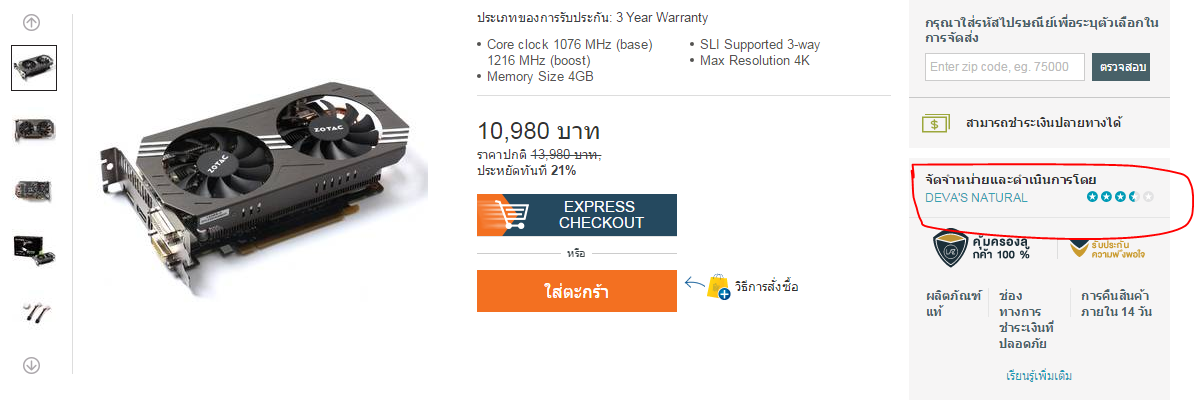 ประเภทของการรับประกัน: 3 Year Warranty
Core clock 1076 MHz (base)
1216 MHz (boost)
Memory Size 4GB
SLI Supported 3-way
Max Resolution 4K
10,980 บาท
ราคาปกติ 13,980 บาท,
ประหยัดทันที 21%
EXPRESS
CHECKOUT
หรือ
ใส่ตะกร้า
วิธีการสั่งซื้อ
ZOTAC
ZOTAC
กรุณาใส่รหัสไปรษณีย์เพื่อระบุตัวเลือกใน
การจัดส่ง
Enter zip code, eg. 75000
ตรวจสอบ
สามารถชำระเงินปลายทางได้
จัดจำหน่ายและดำเนินการโดย
DEVA'S NATURAL
คุ้มครองลู
กค้า 100 %
รับประกัน
ความพึงพอใจ
ผลิตภัณฑ์
แท้
ช่อง
ทางการ
ชำระเงินที่
ปลอดภัย
การคืนสินค้า
ภายใน 14 วัน
เรียนรู้เพิ่มเติม